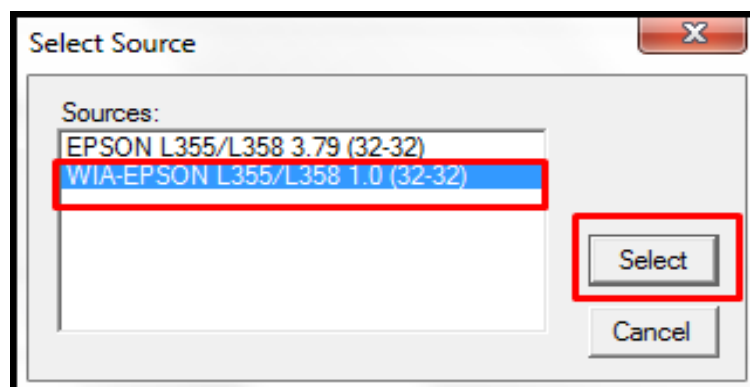 Select Source
Sources:
EPSON L355/L358 3.79 (32-32)
WIA-EPSON L355/L358 1.0 (32-32)
Select
Cancel